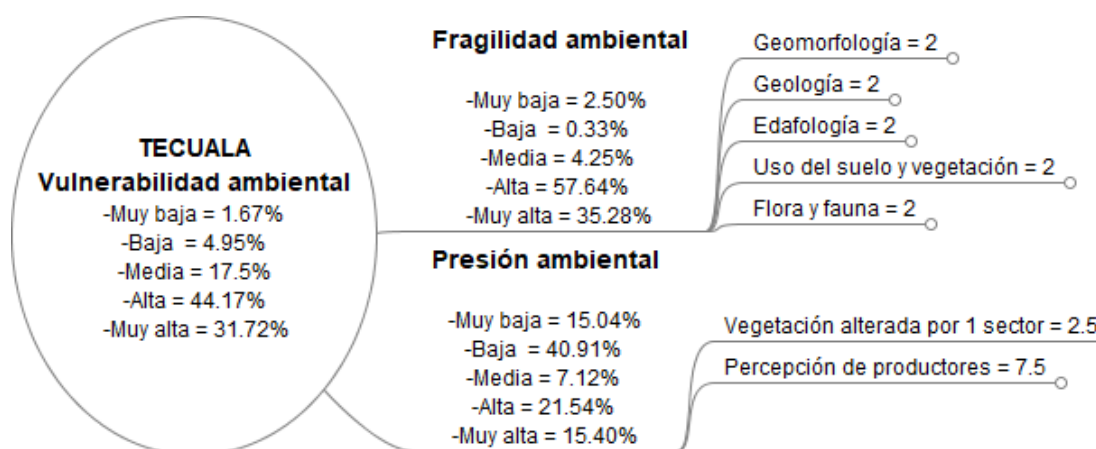 TECUALA
Vulnerabilidad ambiental
-Muy baja = 1.67%
-Baja  = 4.95%
-Media = 17.5%
-Alta = 44.17%
-Muy alta = 31.72%
Fragilidad ambiental
-Muy baja = 2.50%
-Baja  = 0.33%
-Media = 4.25%
-Alta = 57.64%
-Muy alta = 35.28%
Geomorfología = 2
Geología = 2
Edafología = 2
Uso del suelo y vegetación = 2
Flora y fauna = 2
Presión ambiental
-Muy baja = 15.04%
-Baja  = 40.91%
-Media = 7.12%
-Alta = 21.54%
-Muy alta = 15.40%
Vegetación alterada por 1 sector = 2.5
Percepción de productores = 7.5